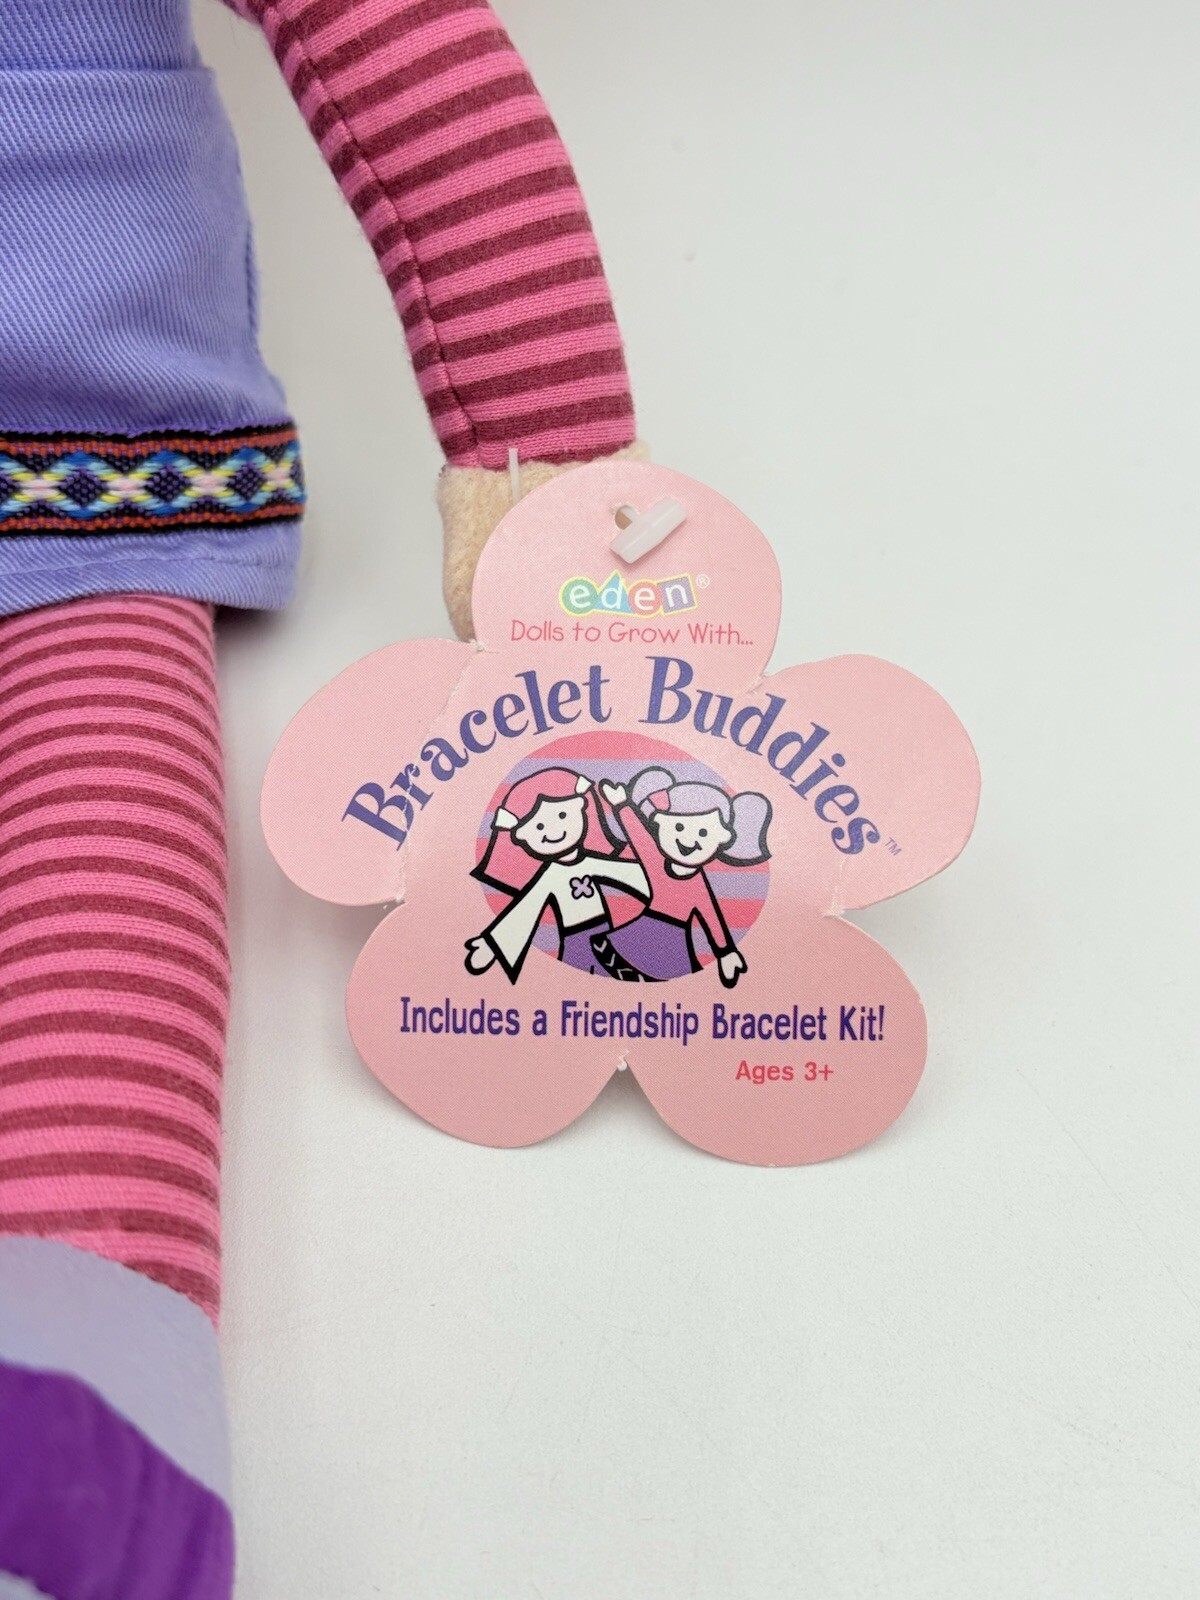 eden®
Dolls to Grow With...
Bracelet Buddies™
Includes a Friendship Bracelet Kit!
Ages 3+